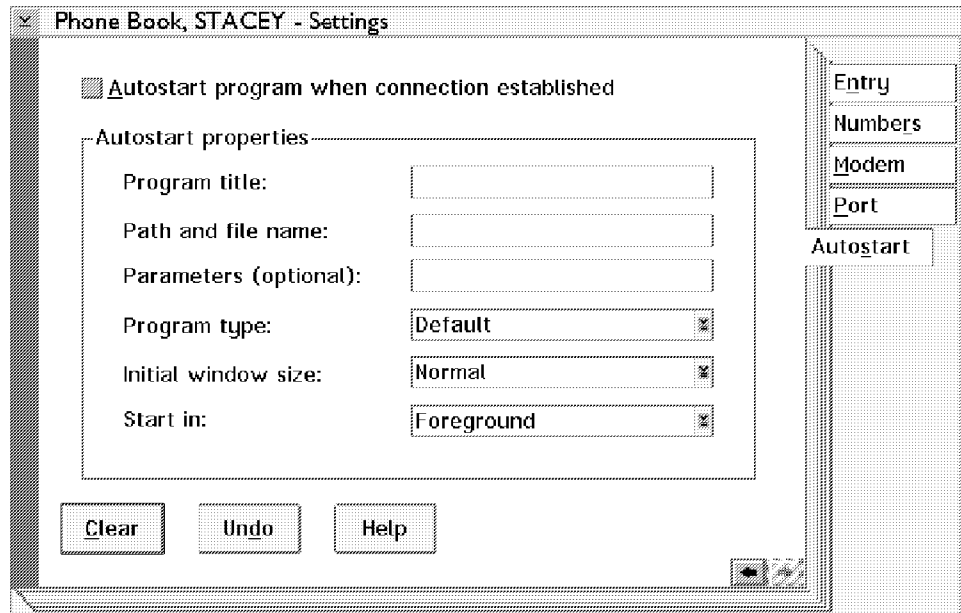 Phone Book, STACEY - Settings
Autostart program when connection established
Autostart properties
Program title:
Path and file name:
Parameters (optional):
Program type: Default
Initial window size: Normal
Start in: Foreground
Clear Undo Help
Entry
Numbers
Modem
Port
Autostart